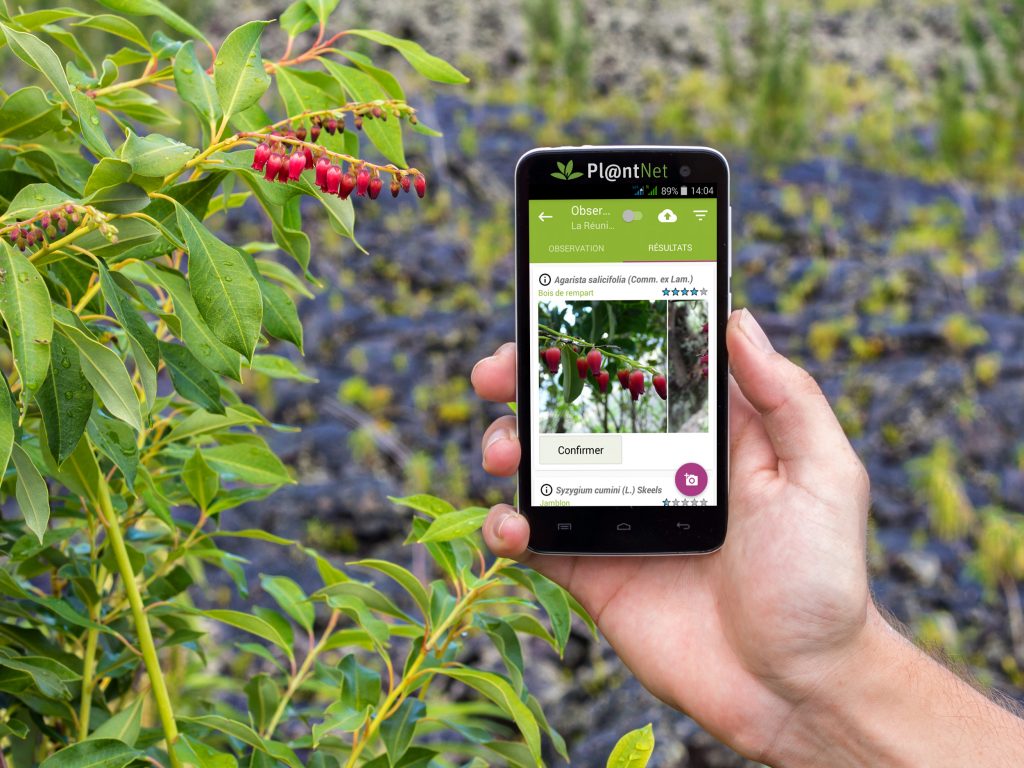 Pl@ntNet
89% 14:04
Obser...
La Réuni...
OBSERVATION RÉSULTATS
Agarista salicifolia (Comm. ex Lam.)
Bois de rempart
Confirmer
Syzygium cumini (L.) Skeels
Jamblon